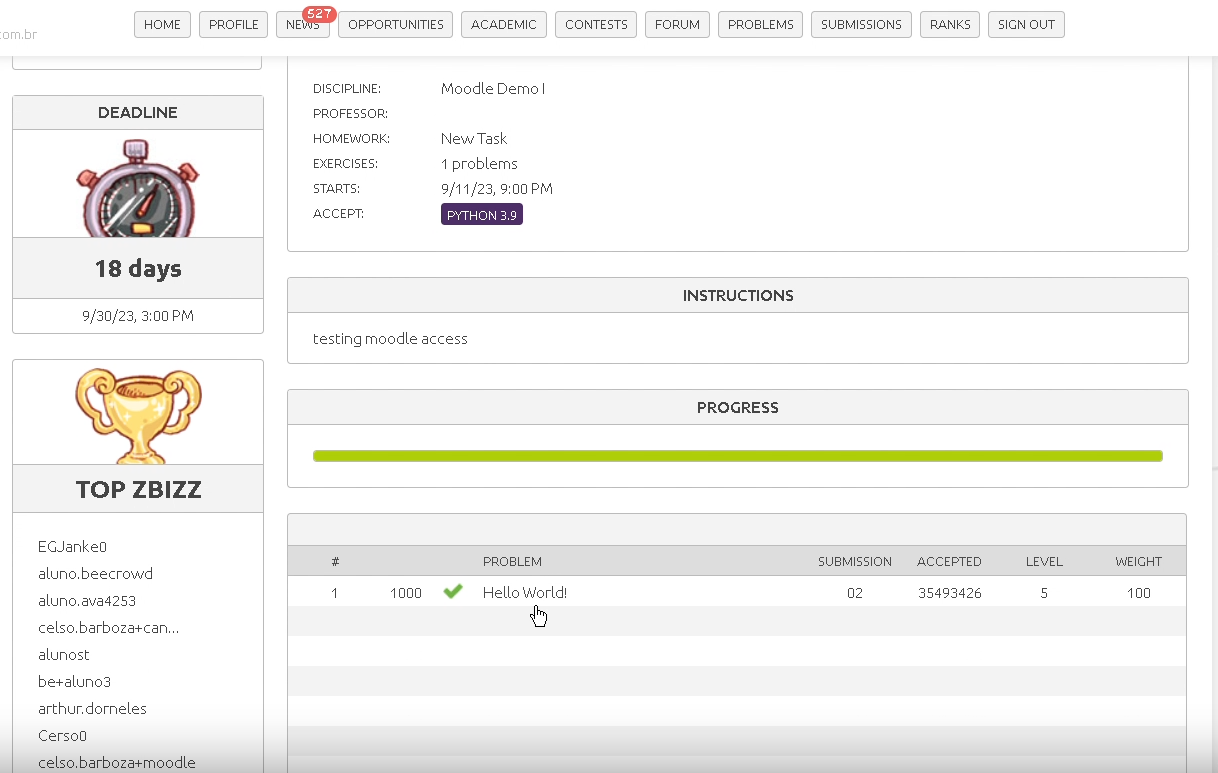 HOME PROFILE NEWS 527 OPPORTUNITIES ACADEMIC CONTESTS FORUM PROBLEMS SUBMISSIONS RANKS SIGN OUT
com.br
DEADLINE
18 days
9/30/23, 3:00 PM
TOP ZBIZZ
EGJanke0
aluno.beecrowd
aluno.ava4253
celso.barboza+can...
alunost
be+aluno3
arthur.dorneles
Cerso0
celso.barboza+moodle
DISCIPLINE: Moodle Demo I
PROFESSOR:
HOMEWORK: New Task
EXERCISES: 1 problems
STARTS: 9/11/23, 9:00 PM
ACCEPT: PYTHON 3.9
INSTRUCTIONS
testing moodle access
PROGRESS
# PROBLEM SUBMISSION ACCEPTED LEVEL WEIGHT
1 1000 Hello World! 02 35493426 5 100